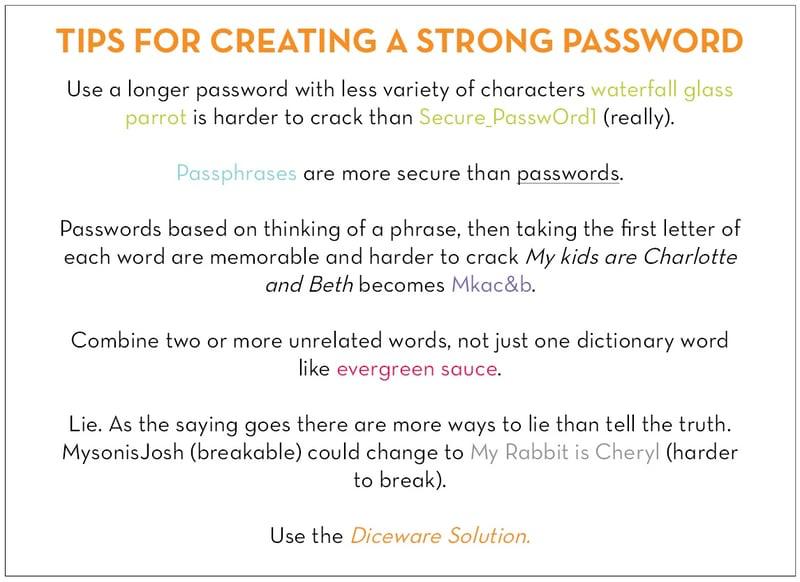 TIPS FOR CREATING A STRONG PASSWORD
Use a longer password with less variety of characters waterfall glass
parrot is harder to crack than Secure_PasswOrd1 (really).
Passphrases are more secure than passwords.
Passwords based on thinking of a phrase, then taking the first letter of
each word are memorable and harder to crack My kids are Charlotte
and Beth becomes Mkac&b.
Combine two or more unrelated words, not just one dictionary word
like evergreen sauce.
Lie. As the saying goes there are more ways to lie than tell the truth.
MysonisJosh (breakable) could change to My Rabbit is Cheryl (harder
to break).
Use the Diceware Solution.